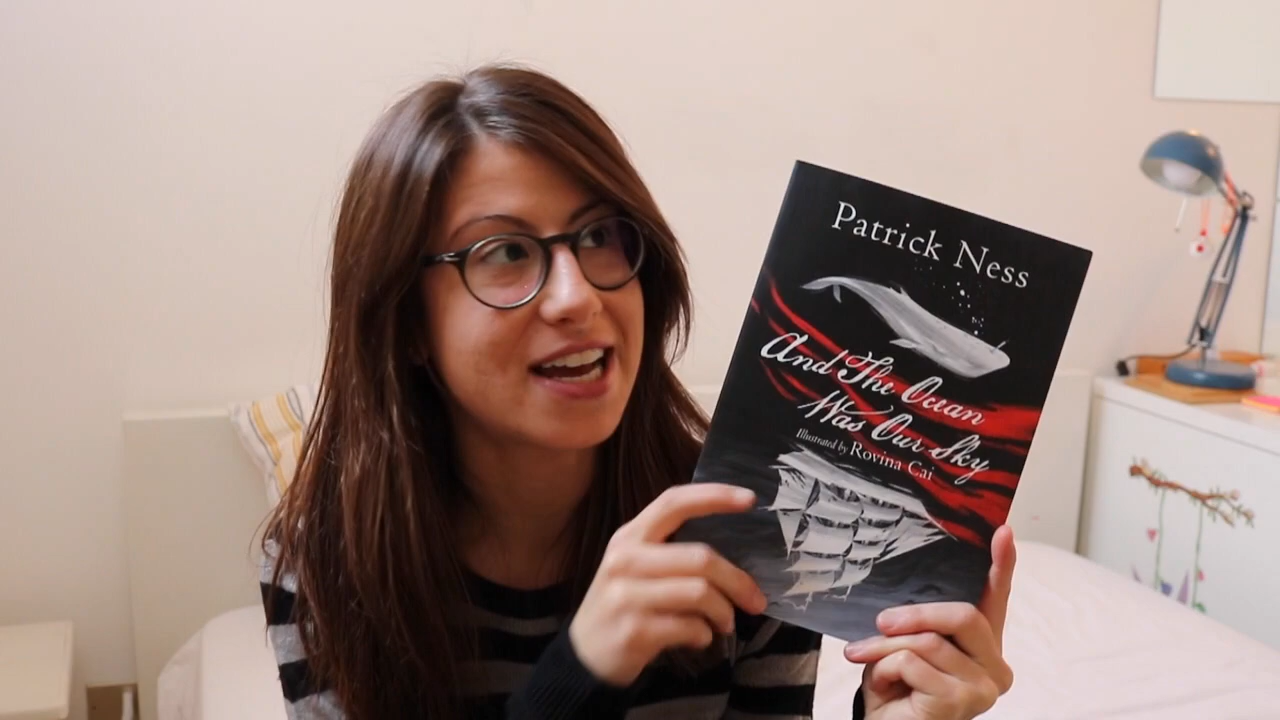 Patrick Ness
And The Ocean
Was Our Sky
Illustrated by Rovina Cai